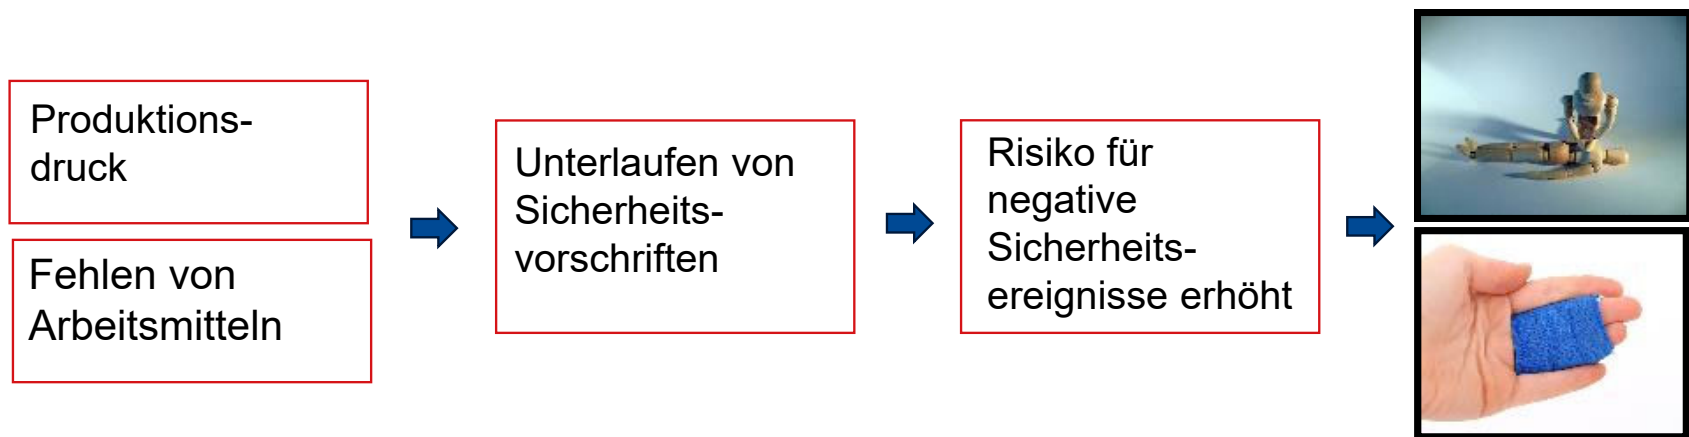 Produktions-
druck
Fehlen von
Arbeitsmitteln
Unterlaufen von
Sicherheits-
vorschriften
Risiko für
negative
Sicherheits-
ereignisse erhöht